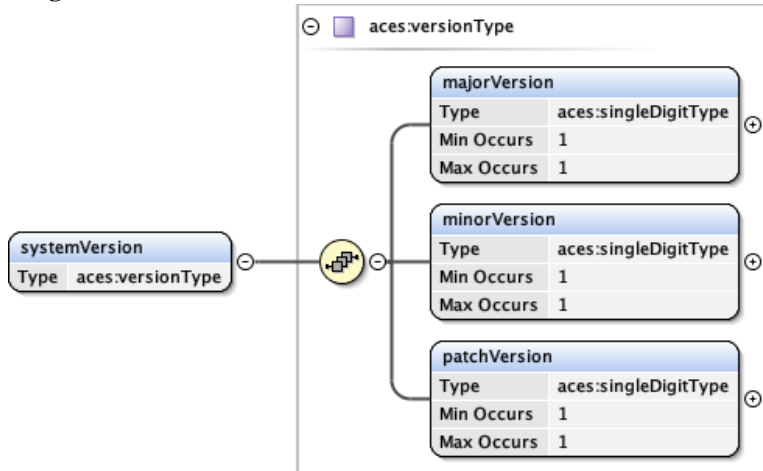 aces:versionType
majorVersion
Type aces:singleDigitType
Min Occurs 1
Max Occurs 1
systemVersion
Type aces:versionType
minorVersion
Type aces:singleDigitType
Min Occurs 1
Max Occurs 1
patchVersion
Type aces:singleDigitType
Min Occurs 1
Max Occurs 1